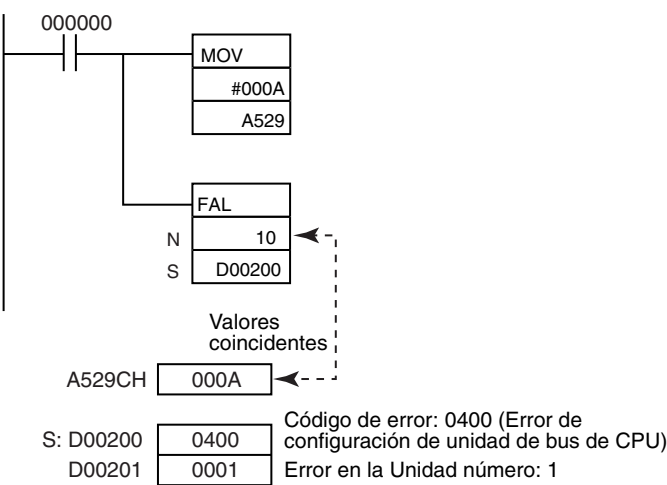 000000
MOV
#000A
A529
FAL
N 10
S D00200
Valores
coincidentes
A529CH 000A
S: D00200 0400 Código de error: 0400 (Error de
configuración de unidad de bus de CPU)
D00201 0001 Error en la Unidad número: 1